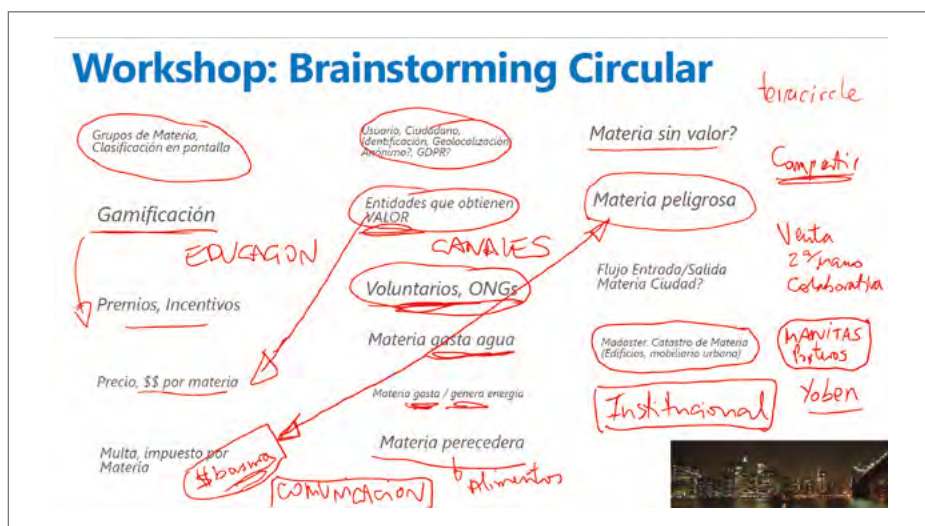 Workshop: Brainstorming Circular
terracircle
Grupos de Materia,
Clasificación en pantalla
Usuario, Ciudadano,
Identificación, Geolocalización,
Anónimo?, GDPR?
Materia sin valor?
Compartir
Gamificación
Entidades que obtienen
VALOR
Materia peligrosa
EDUCACION
CANALES
Venta
2ª mano
Colaborativa
Premios, Incentivos
Voluntarios, ONGs
Flujo Entrada/Salida
Materia Ciudad?
Materia gasta agua
Madaster. Catastro de Materia
(Edificios, mobiliario urbano)
MANITAS
Precio, $$ por materia
Materia gasta / genera energía
Institucional
Yoben
Multa, impuesto por
Materia
$basura
Materia perecedera
Alimentos
COMUNICACION